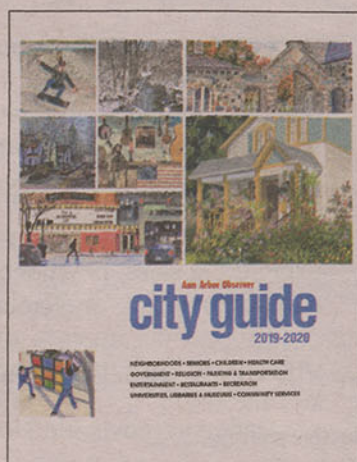 Ann Arbor Observer
city guide
2019-2020
NEIGHBORHOODS • SENIORS • CHILDREN • HEALTH CARE
GOVERNMENT • RELIGION • PARKING & TRANSPORTATION
ENTERTAINMENT • RESTAURANTS • RECREATION
UNIVERSITIES, LIBRARIES & MUSEUMS • COMMUNITY SERVICES